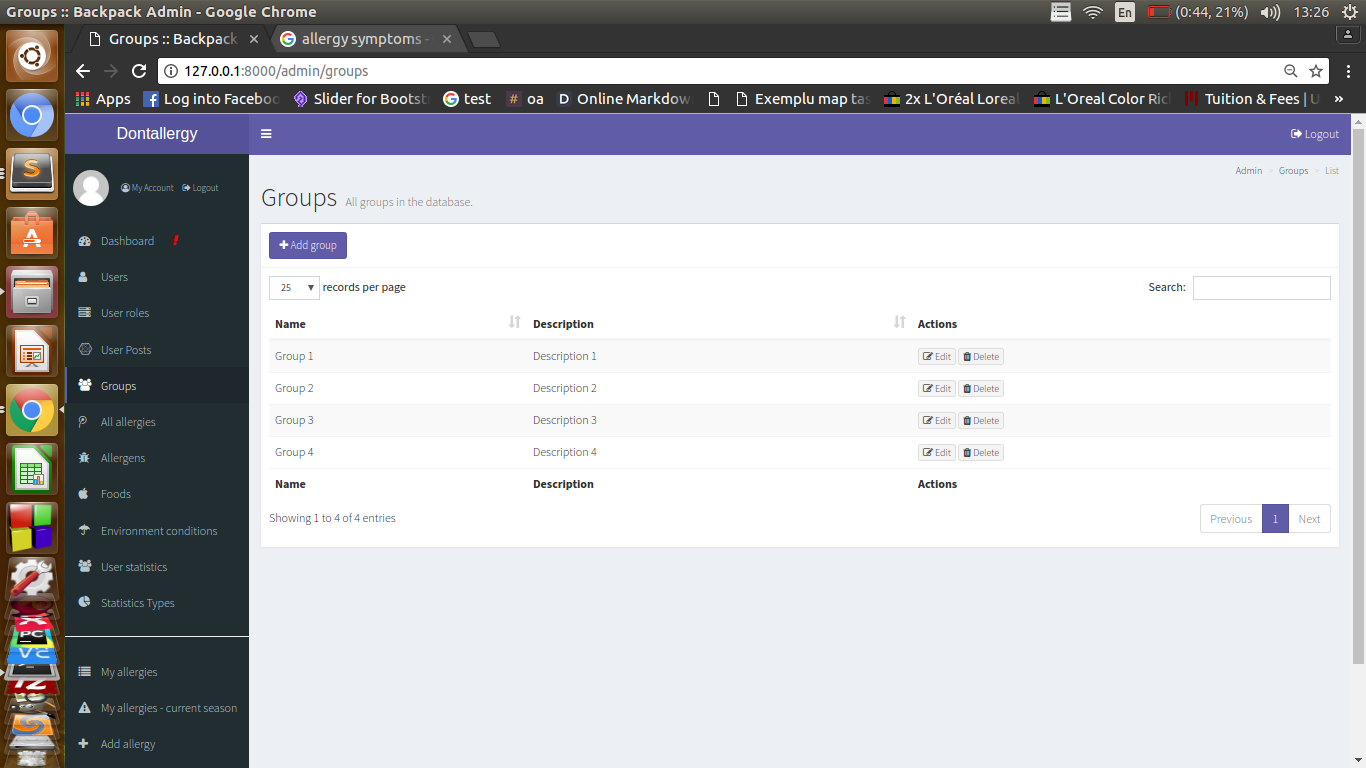 Groups :: Backpack Admin - Google Chrome
En (0:44, 21%) 13:26
Groups :: Backpack
allergy symptoms -
127.0.0.1:8000/admin/groups
Apps Log into Faceboo Slider for Bootst test oa Online Markdow Exemplu map tas 2x L'Oréal Loreal L'Oreal Color Ric Tuition & Fees | U »
Dontallergy
Logout
My Account Logout
Admin > Groups > List
Groups All groups in the database.
Dashboard !
Users
User roles
User Posts
Groups
All allergies
Allergens
Foods
Environment conditions
User statistics
Statistics Types
My allergies
My allergies - current season
Add allergy
Add group
25 records per page Search:
Name Description Actions
Group 1 Description 1 Edit Delete
Group 2 Description 2 Edit Delete
Group 3 Description 3 Edit Delete
Group 4 Description 4 Edit Delete
Name Description Actions
Showing 1 to 4 of 4 entries Previous 1 Next